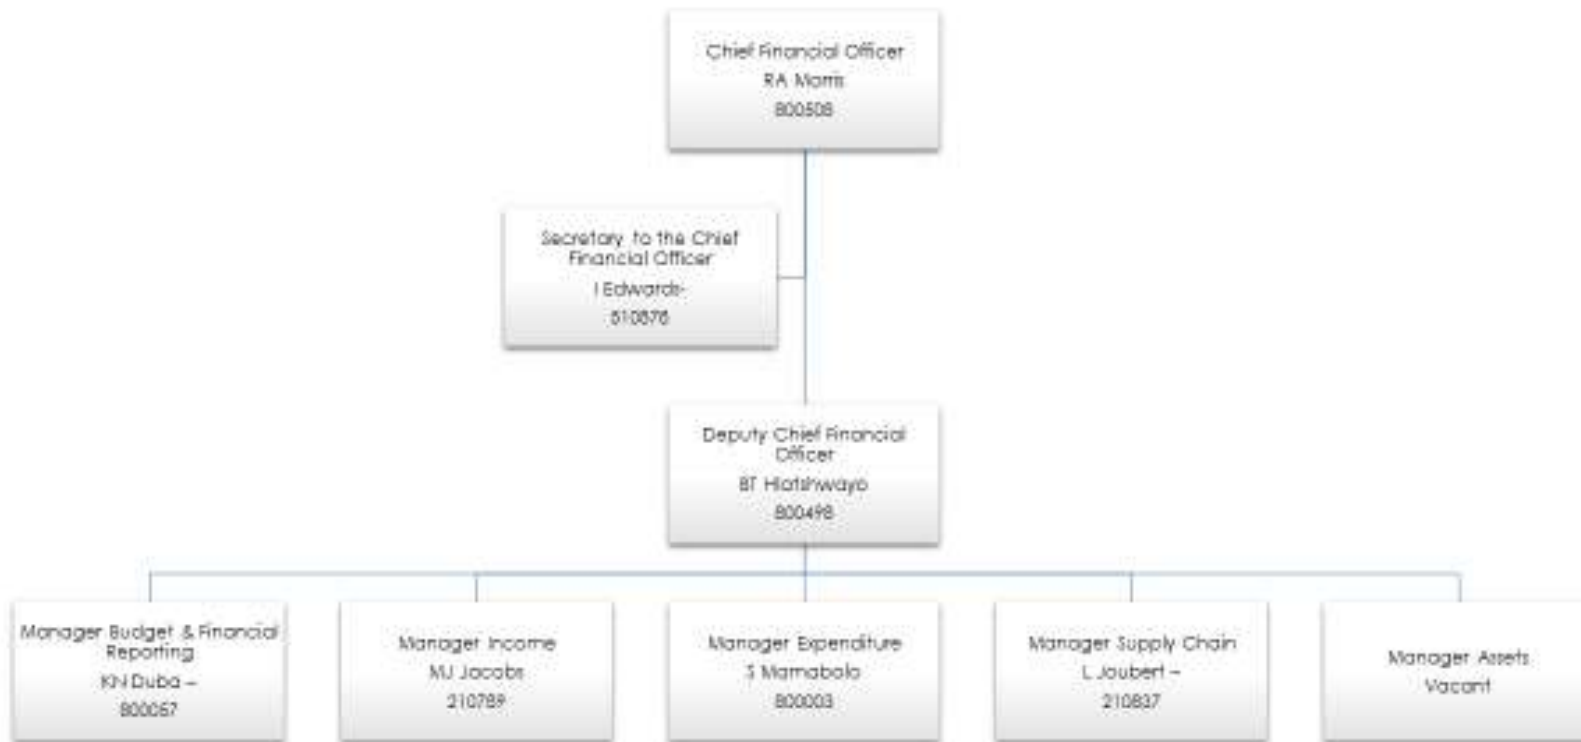 Chief Financial Officer
RA Morris
800508
Secretary to the Chief
Financial Officer
I Edwards-
810878
Deputy Chief Financial
Officer
BT Hlatshwayo
800498
Manager Budget & Financial
Reporting
KN Duba –
800057
Manager Income
MJ Jacobs
210789
Manager Expenditure
S Mamabolo
800003
Manager Supply Chain
L Joubert –
210837
Manager Assets
Vacant